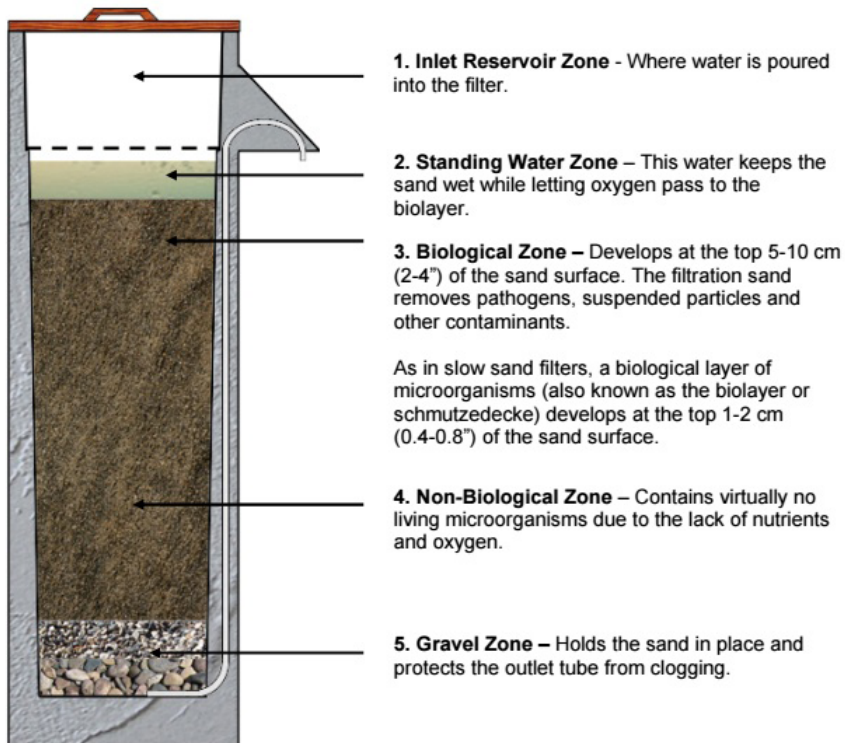 1. Inlet Reservoir Zone - Where water is poured
into the filter.
2. Standing Water Zone – This water keeps the
sand wet while letting oxygen pass to the
biolayer.
3. Biological Zone – Develops at the top 5-10 cm
(2-4”) of the sand surface. The filtration sand
removes pathogens, suspended particles and
other contaminants.
As in slow sand filters, a biological layer of
microorganisms (also known as the biolayer or
schmutzedecke) develops at the top 1-2 cm
(0.4-0.8”) of the sand surface.
4. Non-Biological Zone – Contains virtually no
living microorganisms due to the lack of nutrients
and oxygen.
5. Gravel Zone – Holds the sand in place and
protects the outlet tube from clogging.